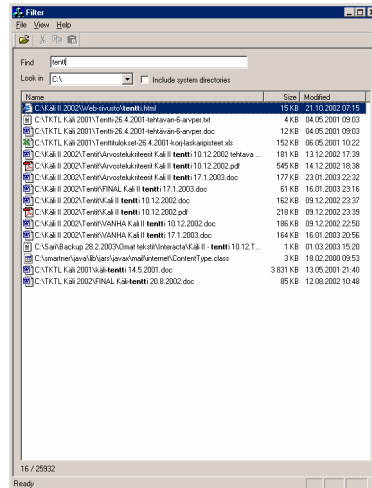 Filter
File View Help
Find tentt
Look in C:\ Include system directories
Name Size Modified
C:\Käli II 2002\Web-sivusto\tentti.html 15 KB 21.10.2002 07:15
C:\TKTL Käli 2001\Tentti-26.4.2001-tehtavan-6-arvper.txt 4 KB 04.05.2001 09:03
C:\TKTL Käli 2001\Tentti-26.4.2001-tehtävän-6-arvper.doc 12 KB 04.05.2001 09:03
C:\TKTL Käli 2001\Tenttitulokset-26.4.2001-korj-laskaripisteet.xls 152 KB 06.05.2001 10:22
C:\Käli II 2002\Tentit\Arvostelukriteerit Kali II tentti 10.12.2002 tehtava ... 181 KB 13.12.2002 17:39
C:\Käli II 2002\Tentit\Arvostelukriteerit Kali II tentti 10.12.2002.pdf 545 KB 14.12.2002 18:38
C:\Käli II 2002\Tentit\Arvostelukriteerit Kali II tentti 17.1.2003.doc 177 KB 23.01.2003 22:32
C:\Käli II 2002\Tentit\FINAL Kali II tentti 17.1.2003.doc 61 KB 16.01.2003 23:16
C:\Käli II 2002\Tentit\Kali II tentti 10.12.2002.doc 162 KB 09.12.2002 23:37
C:\Käli II 2002\Tentit\Kali II tentti 10.12.2002.pdf 218 KB 09.12.2002 23:39
C:\Käli II 2002\Tentit\VANHA Kali II tentti 10.12.2002.doc 186 KB 09.12.2002 22:50
C:\Käli II 2002\Tentit\VANHA Kali II tentti 17.1.2003.doc 164 KB 16.01.2003 20:56
C:\Sari\Backup 28.2.2003\Omat tekstit\Interacta\Käli II - tentti 10.12.T... 1 KB 01.03.2003 15:20
C:\smartner\java\lib\jars\javax\mail\internet\ContentType.class 3 KB 18.02.2000 09:53
C:\TKTL Käli 2001\käli-tentti 14.5.2001.doc 3 831 KB 13.05.2001 21:40
C:\TKTL Käli 2002\FINAL Käli-tentti 20.8.2002.doc 85 KB 12.08.2002 10:48
16 / 25932
Ready